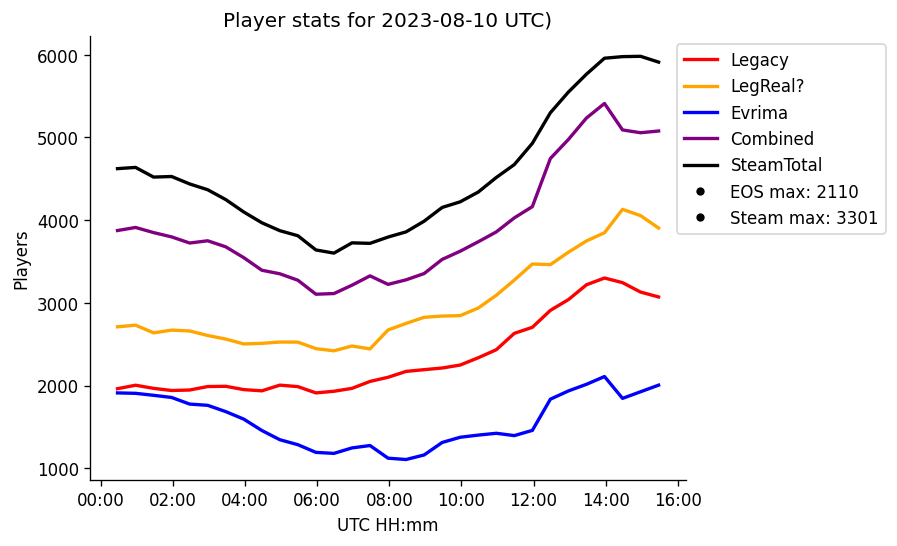 Player stats for 2023-08-10 UTC)
6000
5000
4000
3000
2000
1000
Players
00:00 02:00 04:00 06:00 08:00 10:00 12:00 14:00 16:00
UTC HH:mm
Legacy
LegReal?
Evrima
Combined
SteamTotal
EOS max: 2110
Steam max: 3301